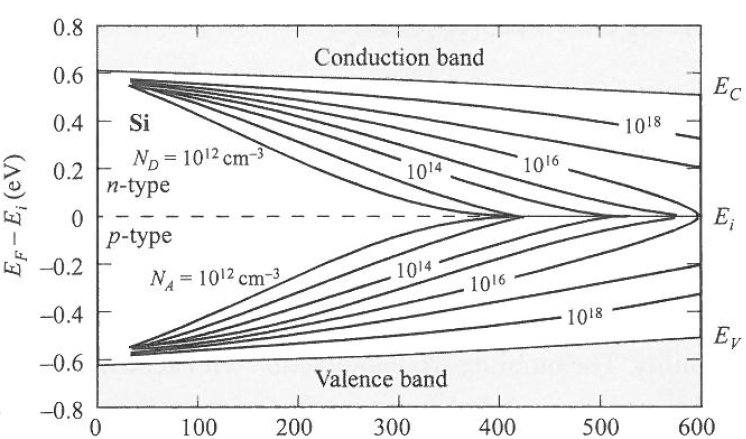 0.8
0.6
0.4
0.2
0
−0.2
−0.4
−0.6
−0.8
E_F − E_i (eV)
Conduction band
E_C
Si
10^18
N_D = 10^12 cm^−3
10^14
10^16
n-type
E_i
p-type
N_A = 10^12 cm^−3
10^14
10^16
10^18
E_V
Valence band
0 100 200 300 400 500 600